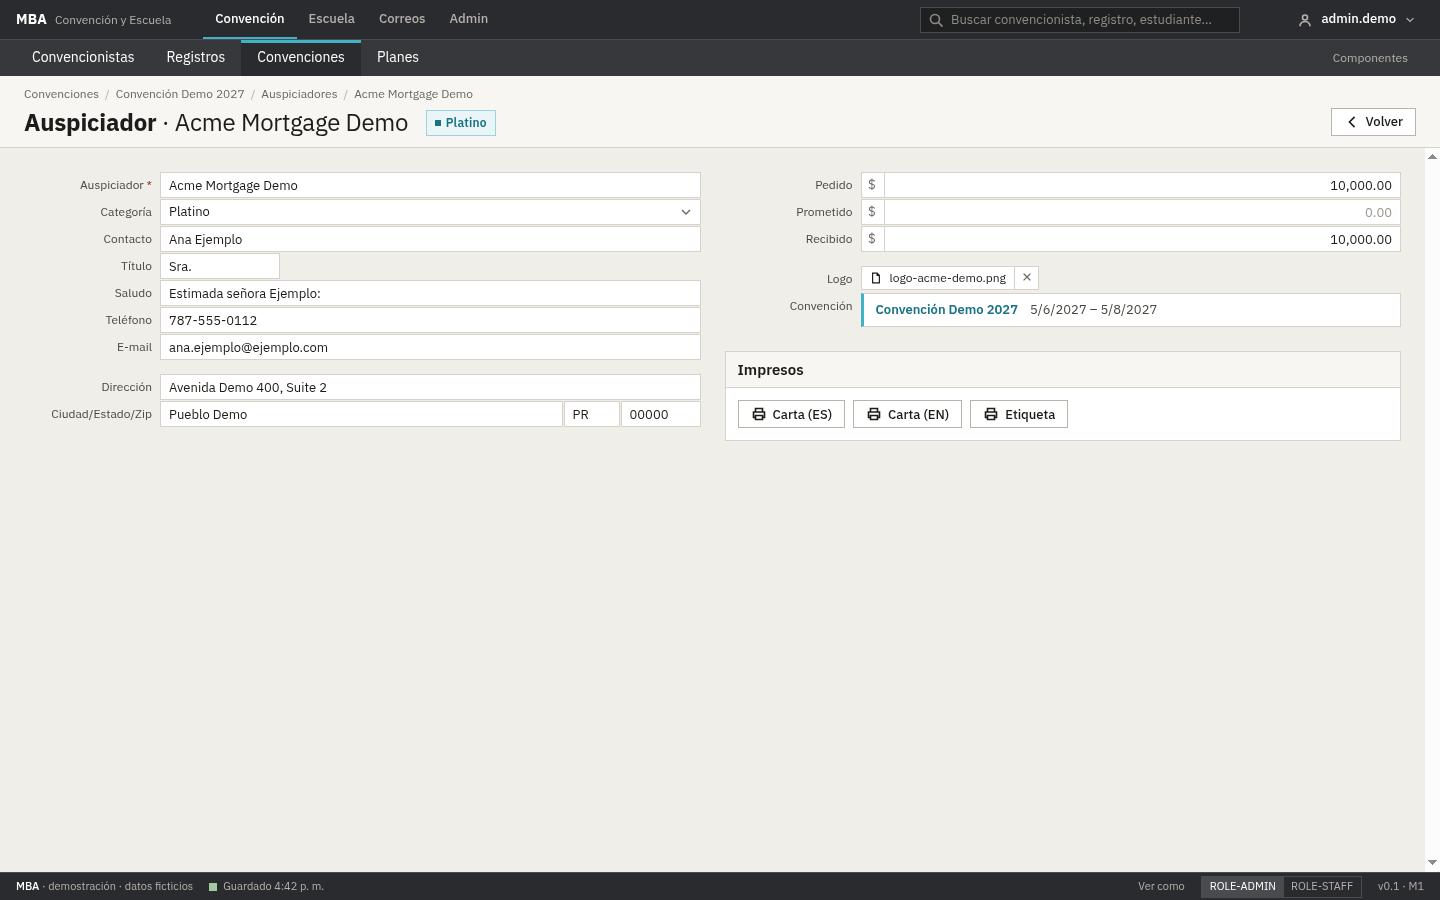 MBA Convención y Escuela Convención Escuela Correos Admin Buscar convencionista, registro, estudiante... admin.demo
Convencionistas Registros Convenciones Planes Componentes
Convenciones / Convención Demo 2027 / Auspiciadores / Acme Mortgage Demo
Auspiciador · Acme Mortgage Demo Platino Volver
Auspiciador * Acme Mortgage Demo
Categoría Platino
Contacto Ana Ejemplo
Título Sra.
Saludo Estimada señora Ejemplo:
Teléfono 787-555-0112
E-mail ana.ejemplo@ejemplo.com
Dirección Avenida Demo 400, Suite 2
Ciudad/Estado/Zip Pueblo Demo PR 00000
Pedido $ 10,000.00
Prometido $ 0.00
Recibido $ 10,000.00
Logo logo-acme-demo.png
Convención Convención Demo 2027 5/6/2027 – 5/8/2027
Impresos
Carta (ES) Carta (EN) Etiqueta
MBA · demostración · datos ficticios Guardado 4:42 p. m. Ver como ROLE-ADMIN ROLE-STAFF v0.1 · M1